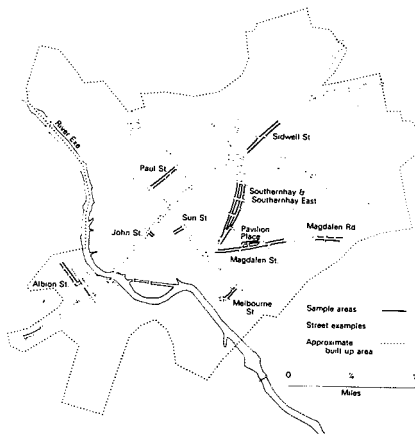 River Exe
Sidwell St
Paul St
Southernhay &
Southernhay East
Sun St
John St.
Pavilion
Place
Magdalen Rd
Magdalen St.
Albion St.
Melbourne
St
Sample areas
Street examples
Approximate
built up area
0
Miles